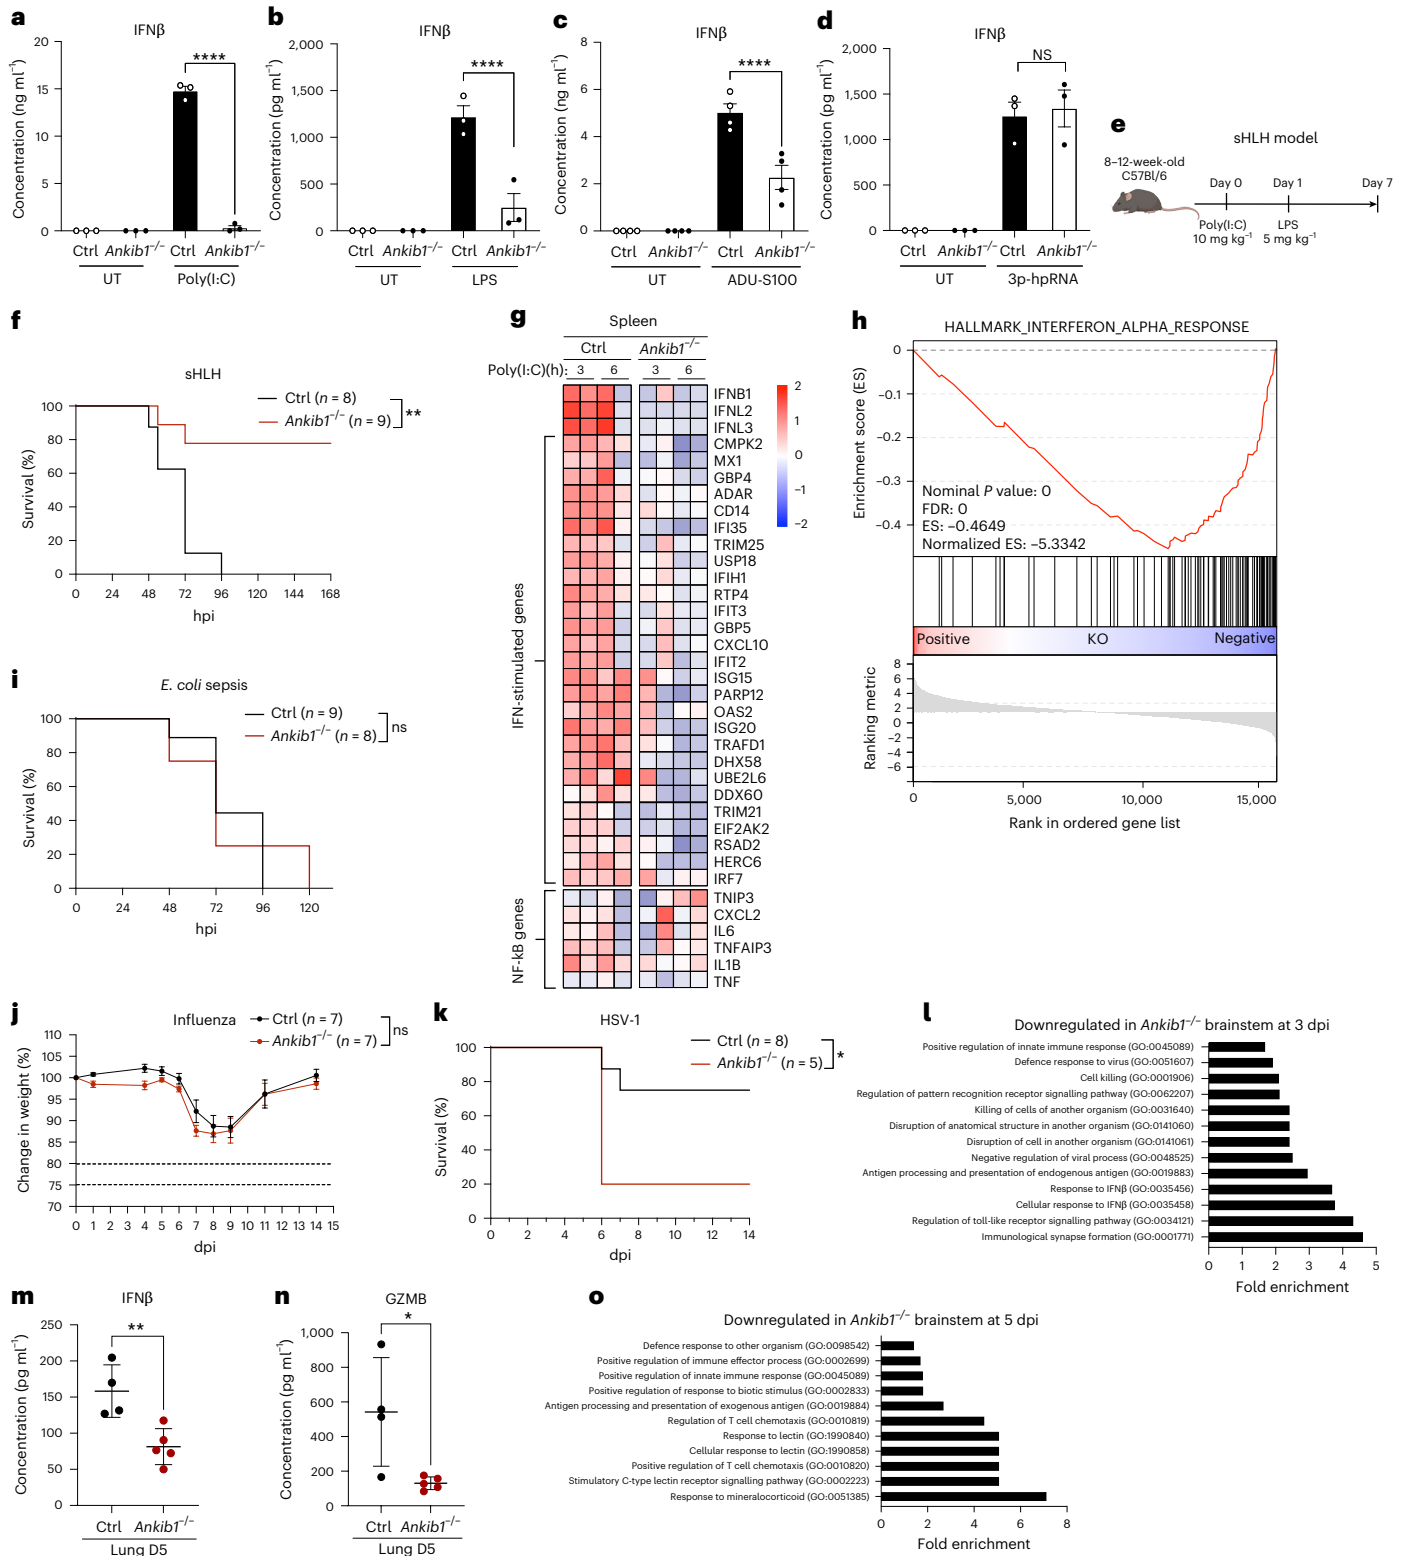 a
IFNβ
Concentration (ng ml⁻¹)
20
15
10
5
0
****
Ctrl Ankib1⁻/⁻ Ctrl Ankib1⁻/⁻
UT Poly(I:C)
b
IFNβ
Concentration (pg ml⁻¹)
2,000
1,500
1,000
500
0
****
Ctrl Ankib1⁻/⁻ Ctrl Ankib1⁻/⁻
UT LPS
c
IFNβ
Concentration (ng ml⁻¹)
8
6
4
2
0
****
Ctrl Ankib1⁻/⁻ Ctrl Ankib1⁻/⁻
UT ADU-S100
d
IFNβ
Concentration (pg ml⁻¹)
2,000
1,500
1,000
500
0
NS
Ctrl Ankib1⁻/⁻ Ctrl Ankib1⁻/⁻
UT 3p-hpRNA
e
sHLH model
8–12-week-old
C57Bl/6
Day 0 Day 1 Day 7
Poly(I:C) LPS
10 mg kg⁻¹ 5 mg kg⁻¹
f
sHLH
Ctrl (n = 8)
Ankib1⁻/⁻ (n = 9)
**
Survival (%)
100
80
60
40
20
0
0 24 48 72 96 120 144 168
hpi
g
Spleen
Ctrl Ankib1⁻/⁻
Poly(I:C)(h): 3 6 3 6
IFNB1
IFNL2
IFNL3
CMPK2
MX1
GBP4
ADAR
CD14
IFI35
TRIM25
USP18
IFIH1
RTP4
IFIT3
GBP5
CXCL10
IFIT2
ISG15
PARP12
OAS2
ISG20
TRAFD1
DHX58
UBE2L6
DDX60
TRIM21
EIF2AK2
RSAD2
HERC6
IRF7
TNIP3
CXCL2
IL6
TNFAIP3
IL1B
TNF
IFN-stimulated genes
NF-kB genes
2
1
0
−1
−2
h
HALLMARK_INTERFERON_ALPHA_RESPONSE
Enrichment score (ES)
0
−0.1
−0.2
−0.3
−0.4
Nominal P value: 0
FDR: 0
ES: −0.4649
Normalized ES: −5.3342
Positive KO Negative
Ranking metric
8
6
4
2
0
−2
−4
−6
0 5,000 10,000 15,000
Rank in ordered gene list
i
E. coli sepsis
Ctrl (n = 9)
Ankib1⁻/⁻ (n = 8)
ns
Survival (%)
100
80
60
40
20
0
0 24 48 72 96 120
hpi
j
Influenza
Ctrl (n = 7)
Ankib1⁻/⁻ (n = 7)
ns
Change in weight (%)
110
105
100
95
90
85
80
75
70
0 1 2 3 4 5 6 7 8 9 10 11 12 13 14 15
dpi
k
HSV-1
Ctrl (n = 8)
Ankib1⁻/⁻ (n = 5)
*
Survival (%)
100
80
60
40
20
0
0 2 4 6 8 10 12 14
dpi
l
Downregulated in Ankib1⁻/⁻ brainstem at 3 dpi
Positive regulation of innate immune response (GO:0045089)
Defence response to virus (GO:0051607)
Cell killing (GO:0001906)
Regulation of pattern recognition receptor signalling pathway (GO:0062207)
Killing of cells of another organism (GO:0031640)
Disruption of anatomical structure in another organism (GO:0141060)
Disruption of cell in another organism (GO:0141061)
Negative regulation of viral process (GO:0048525)
Antigen processing and presentation of endogenous antigen (GO:0019883)
Response to IFNβ (GO:0035456)
Cellular response to IFNβ (GO:0035458)
Regulation of toll-like receptor signalling pathway (GO:0034121)
Immunological synapse formation (GO:0001771)
0 1 2 3 4 5
Fold enrichment
m
IFNβ
Concentration (pg ml⁻¹)
250
200
150
100
50
0
**
Ctrl Ankib1⁻/⁻
Lung D5
n
GZMB
Concentration (pg ml⁻¹)
1,000
800
600
400
200
0
*
Ctrl Ankib1⁻/⁻
Lung D5
o
Downregulated in Ankib1⁻/⁻ brainstem at 5 dpi
Defence response to other organism (GO:0098542)
Positive regulation of immune effector process (GO:0002699)
Positive regulation of innate immune response (GO:0045089)
Positive regulation of response to biotic stimulus (GO:0002833)
Antigen processing and presentation of exogenous antigen (GO:0019884)
Regulation of T cell chemotaxis (GO:0010819)
Response to lectin (GO:1990840)
Cellular response to lectin (GO:1990858)
Positive regulation of T cell chemotaxis (GO:0010820)
Stimulatory C-type lectin receptor signalling pathway (GO:0002223)
Response to mineralocorticoid (GO:0051385)
0 2 4 6 8
Fold enrichment